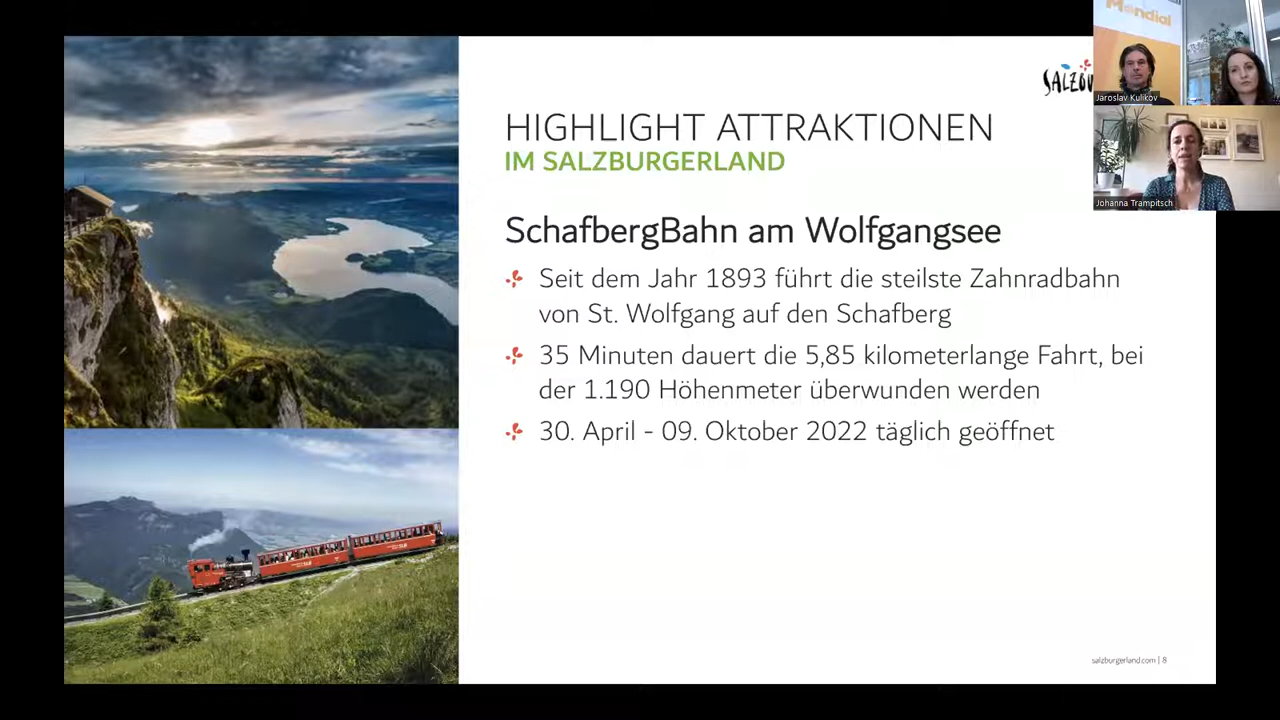 Mondial
SALZBU
Jaroslav Kulikov
Johanna Trampitsch
HIGHLIGHT ATTRAKTIONEN
IM SALZBURGERLAND
SchafbergBahn am Wolfgangsee
Seit dem Jahr 1893 führt die steilste Zahnradbahn
von St. Wolfgang auf den Schafberg
35 Minuten dauert die 5,85 kilometerlange Fahrt, bei
der 1.190 Höhenmeter überwunden werden
30. April - 09. Oktober 2022 täglich geöffnet
salzburgerland.com | 8